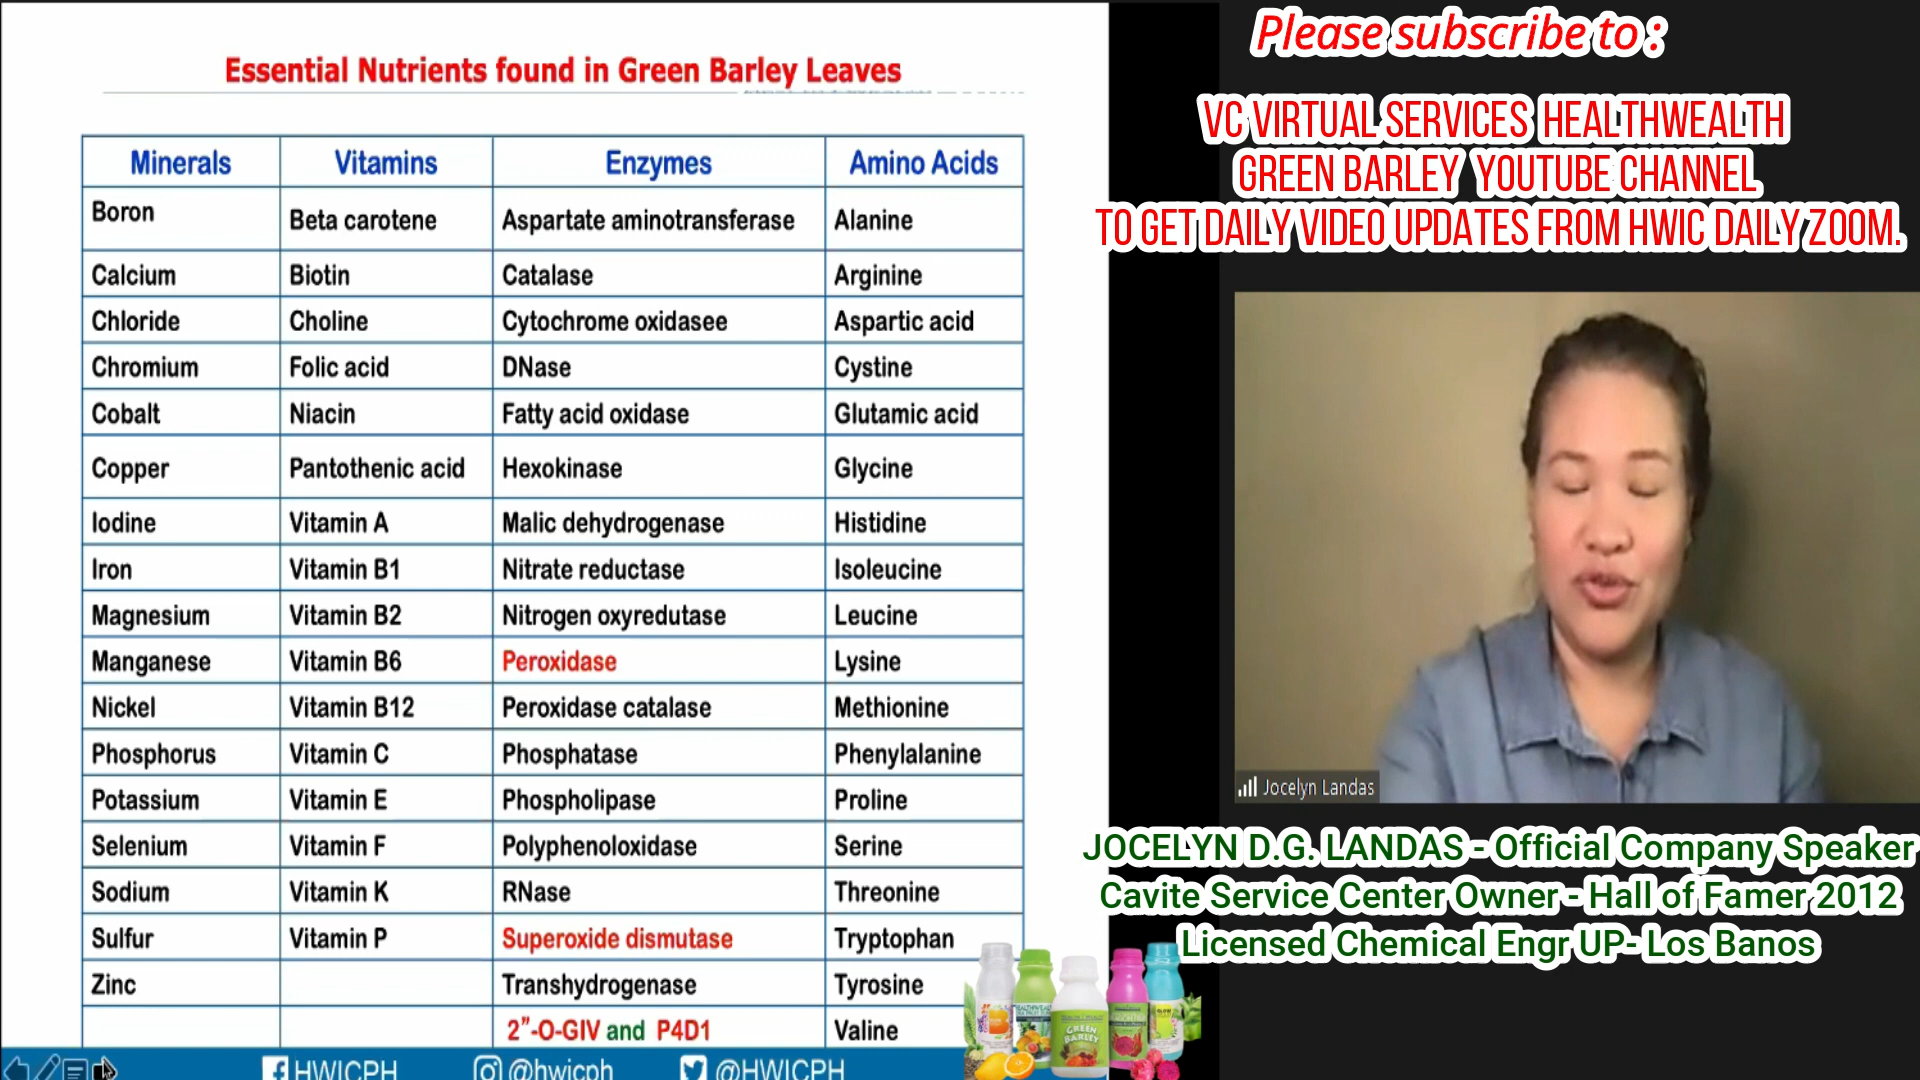 Essential Nutrients found in Green Barley Leaves
Minerals Vitamins Enzymes Amino Acids
Boron Beta carotene Aspartate aminotransferase Alanine
Calcium Biotin Catalase Arginine
Chloride Choline Cytochrome oxidasee Aspartic acid
Chromium Folic acid DNase Cystine
Cobalt Niacin Fatty acid oxidase Glutamic acid
Copper Pantothenic acid Hexokinase Glycine
Iodine Vitamin A Malic dehydrogenase Histidine
Iron Vitamin B1 Nitrate reductase Isoleucine
Magnesium Vitamin B2 Nitrogen oxyredutase Leucine
Manganese Vitamin B6 Peroxidase Lysine
Nickel Vitamin B12 Peroxidase catalase Methionine
Phosphorus Vitamin C Phosphatase Phenylalanine
Potassium Vitamin E Phospholipase Proline
Selenium Vitamin F Polyphenoloxidase Serine
Sodium Vitamin K RNase Threonine
Sulfur Vitamin P Superoxide dismutase Tryptophan
Zinc Transhydrogenase Tyrosine
2”-O-GIV and P4D1 Valine
HWICPH @hwicph @HWICPH
GREEN
BARLEY
Please subscribe to :
VC VIRTUAL SERVICES HEALTHWEALTH
GREEN BARLEY YOUTUBE CHANNEL
TO GET DAILY VIDEO UPDATES FROM HWIC DAILY ZOOM.
Jocelyn Landas
JOCELYN D.G. LANDAS - Official Company Speaker
Cavite Service Center Owner - Hall of Famer 2012
Licensed Chemical Engr UP- Los Banos